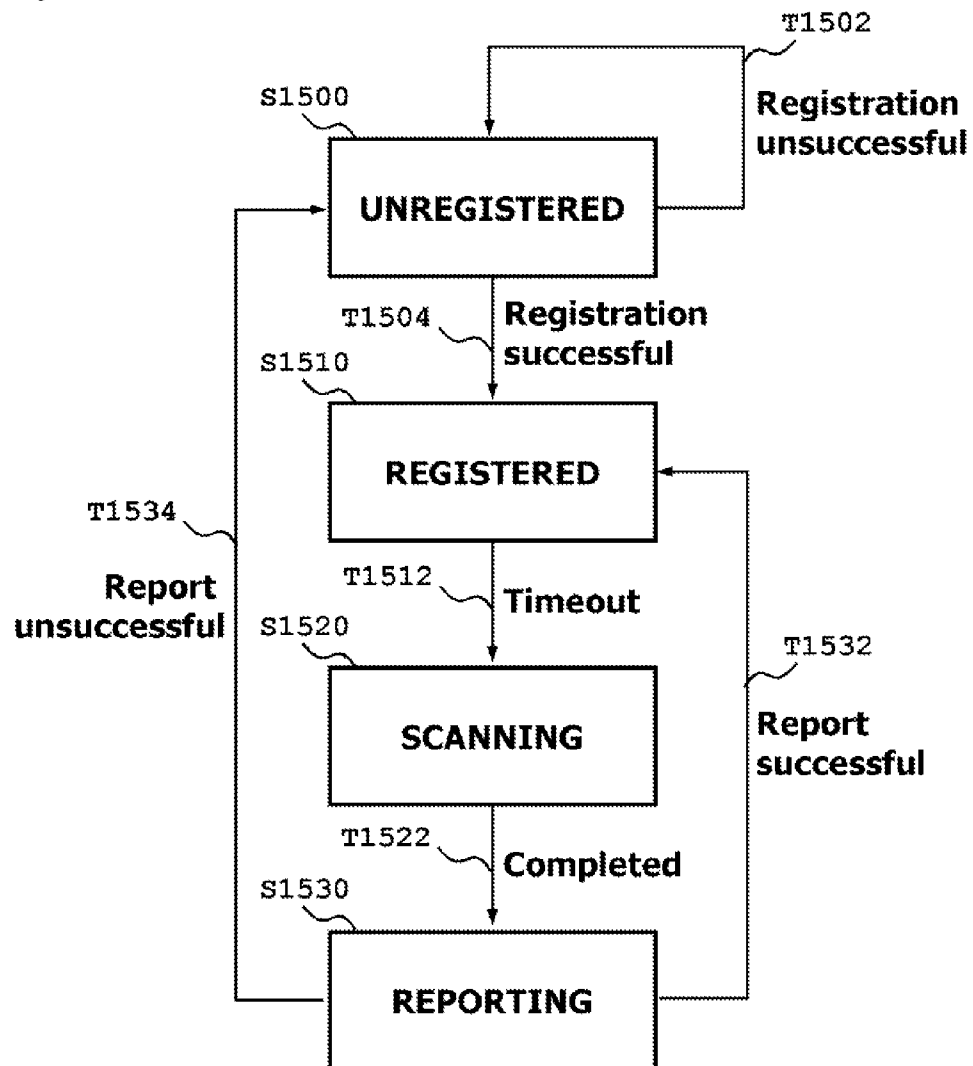 T1502
S1500
Registration
unsuccessful
UNREGISTERED
T1504
Registration
successful
S1510
REGISTERED
T1534
Report
unsuccessful
T1512
Timeout
S1520
T1532
SCANNING
Report
successful
T1522
Completed
S1530
REPORTING